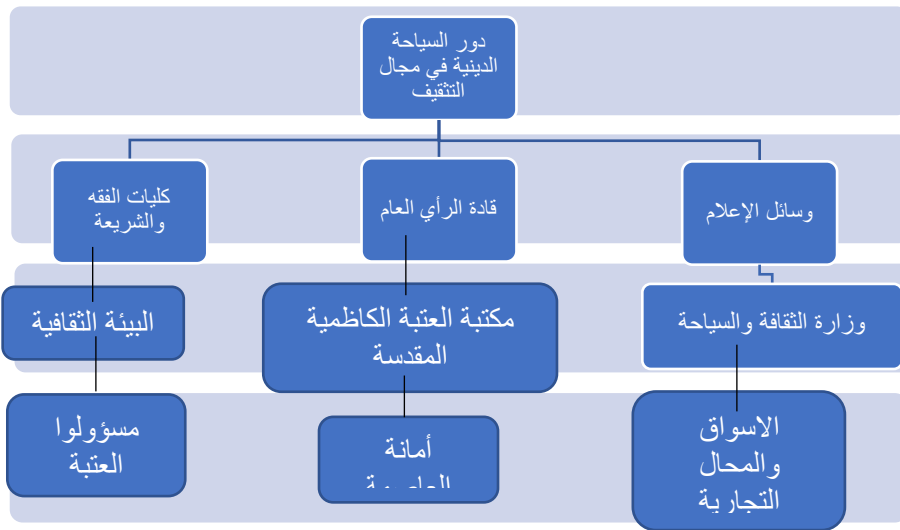 دور السياحة
الدينية في مجال
التثقيف
وسائل الإعلام
قادة الرأي العام
كليات الفقه
والشريعة
وزارة الثقافة والسياحة
مكتبة العتبة الكاظمية
المقدسة
البيئة الثقافية
الاسواق
والمحال
التجارية
أمانة
مسؤولوا
العتبة